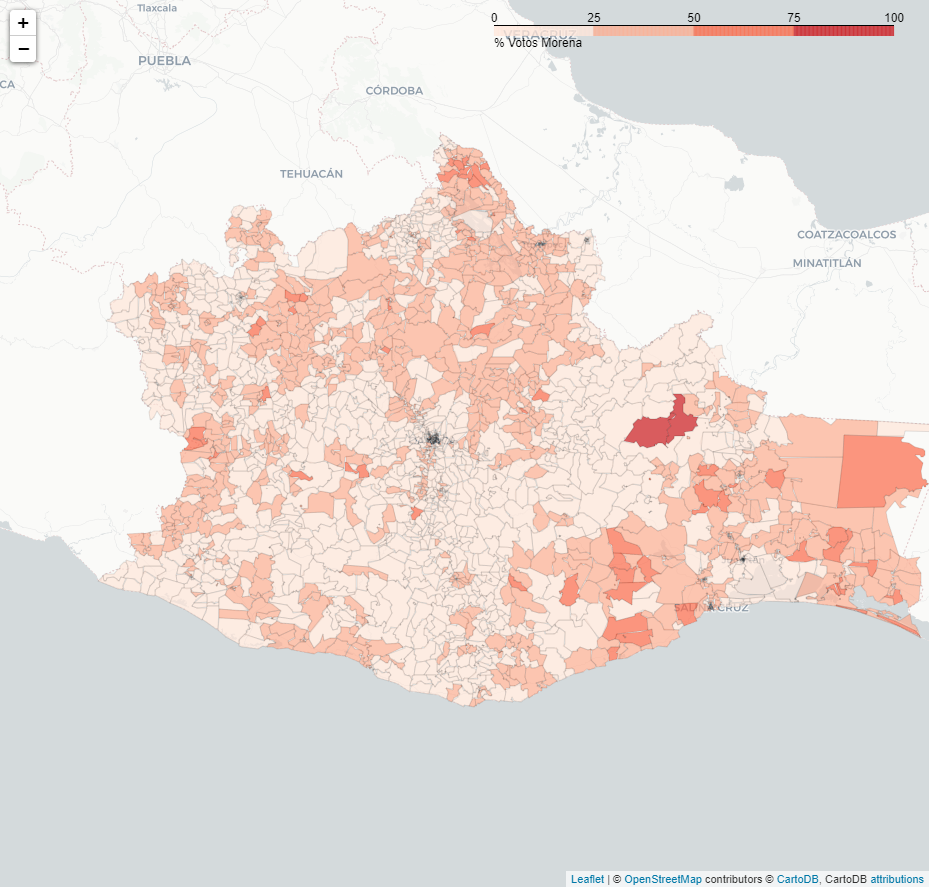 Tlaxcala
+
−
0 25 50 75 100
VERACRUZ
% Votos Morena
PUEBLA
CA
CÓRDOBA
TEHUACÁN
COATZACOALCOS
MINATITLÁN
SALINA CRUZ
Leaflet | © OpenStreetMap contributors © CartoDB, CartoDB attributions